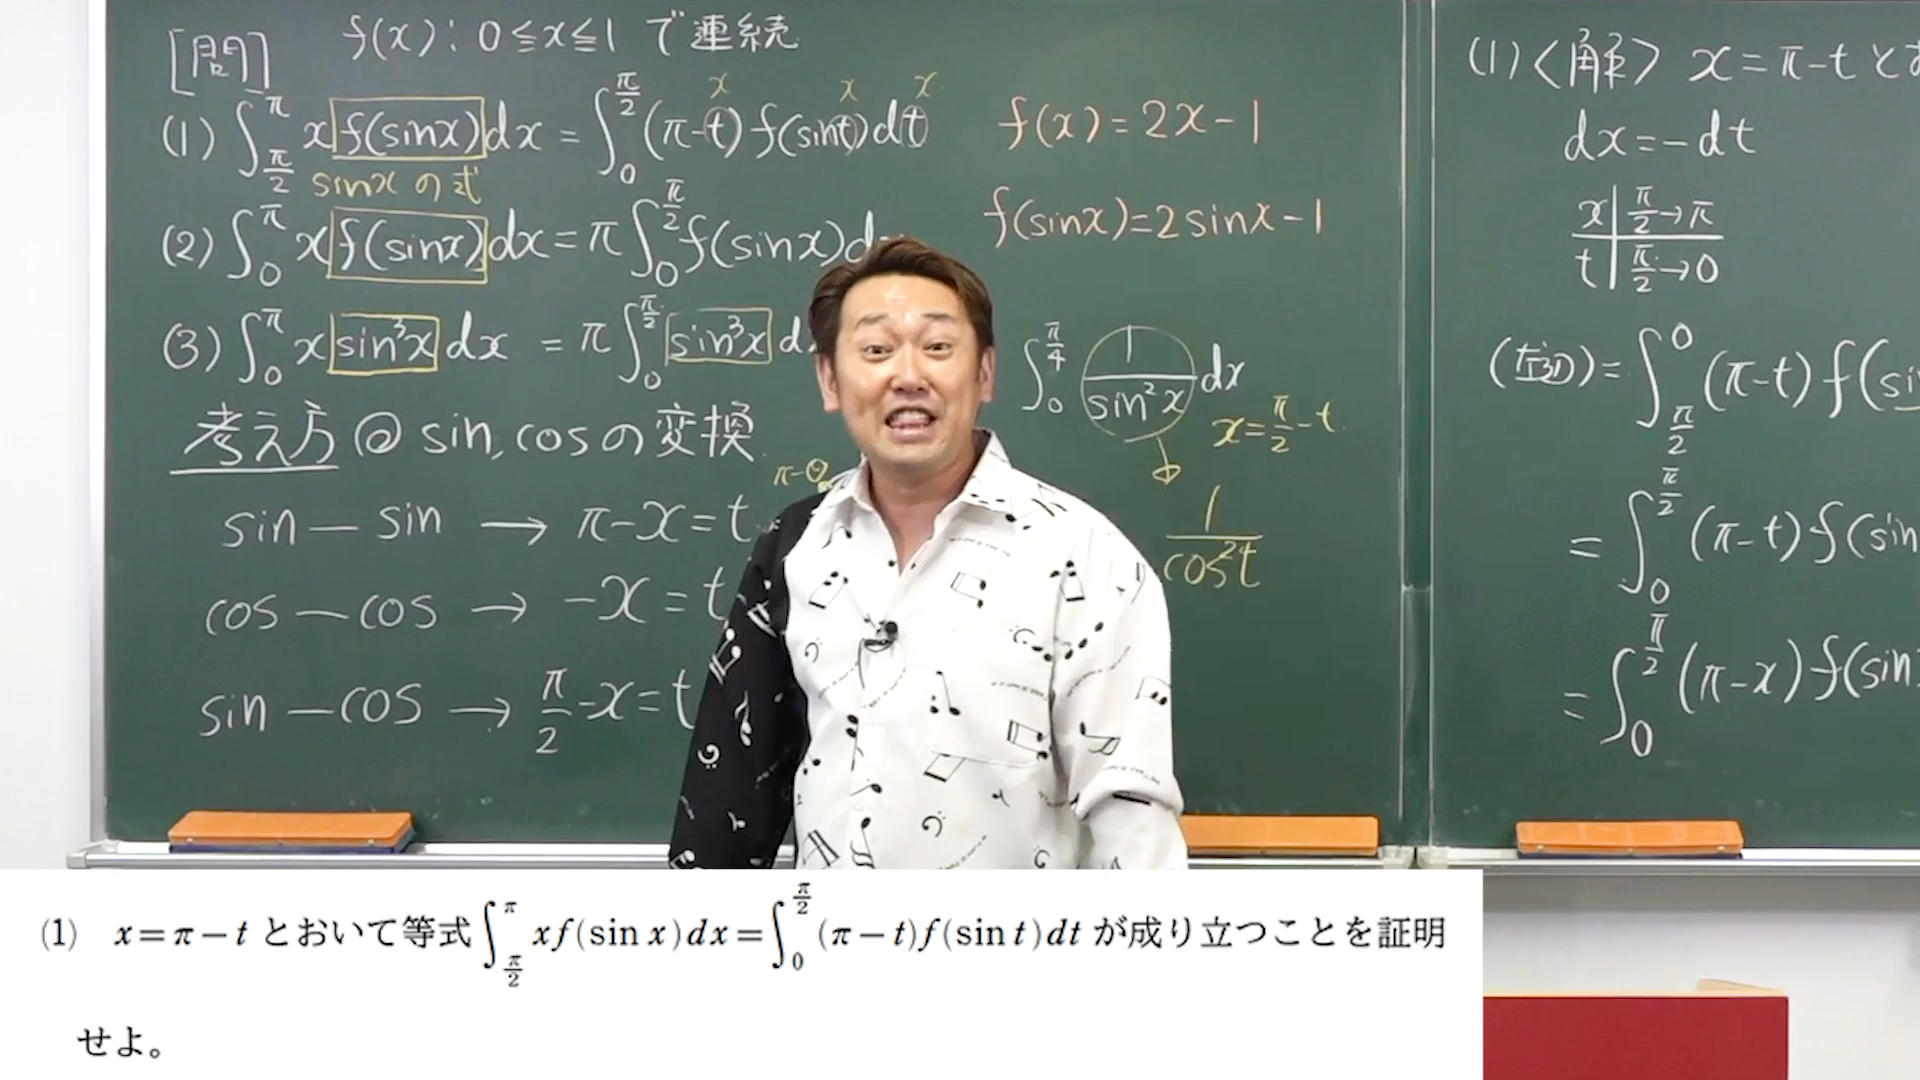 [問] f(x): 0≦x≦1 で連続
(1) ∫_{π/2}^{π} x f(sinx) dx = ∫_0^{π/2} (π-t) f(sint) dt
x x x
sinxの式
(2) ∫_0^π x f(sinx) dx = π ∫_0^{π/2} f(sinx) d
(3) ∫_0^π x sin³x dx = π ∫_0^{π/2} sin³x d
考え方 ◎ sin, cosの変換
π-θ
sin — sin → π-x=t
cos — cos → -x=t
sin — cos → π/2-x=t
f(x)=2x-1
f(sinx)=2sinx-1
∫_0^{π/4} 1/sin²x dx
x=π/2-t
1/cos²t
(1)<解> x=π-t とす
dx=-dt
x | π/2→π
t | π/2→0
(左辺)= ∫_{π/2}^0 (π-t) f(si
= ∫_0^{π/2} (π-t) f(sin
= ∫_0^{π/2} (π-x) f(sin
(1) x=π-t とおいて等式 ∫_{π/2}^{π} xf(sin x)dx=∫_0^{π/2} (π-t)f(sin t)dt が成り立つことを証明
せよ。